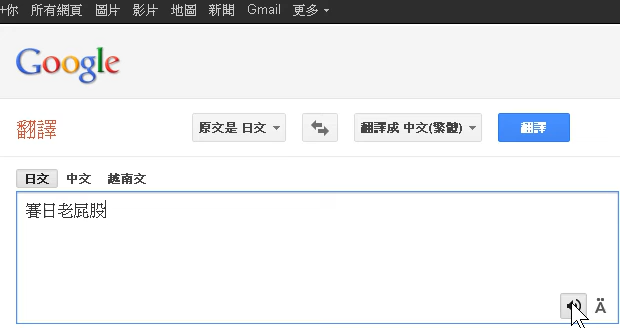 +你 所有網頁 圖片 影片 地圖 新聞 Gmail 更多
Google
翻譯
原文是 日文 翻譯成 中文(繁體) 翻譯
日文 中文 越南文
賽日老屁股
Ä